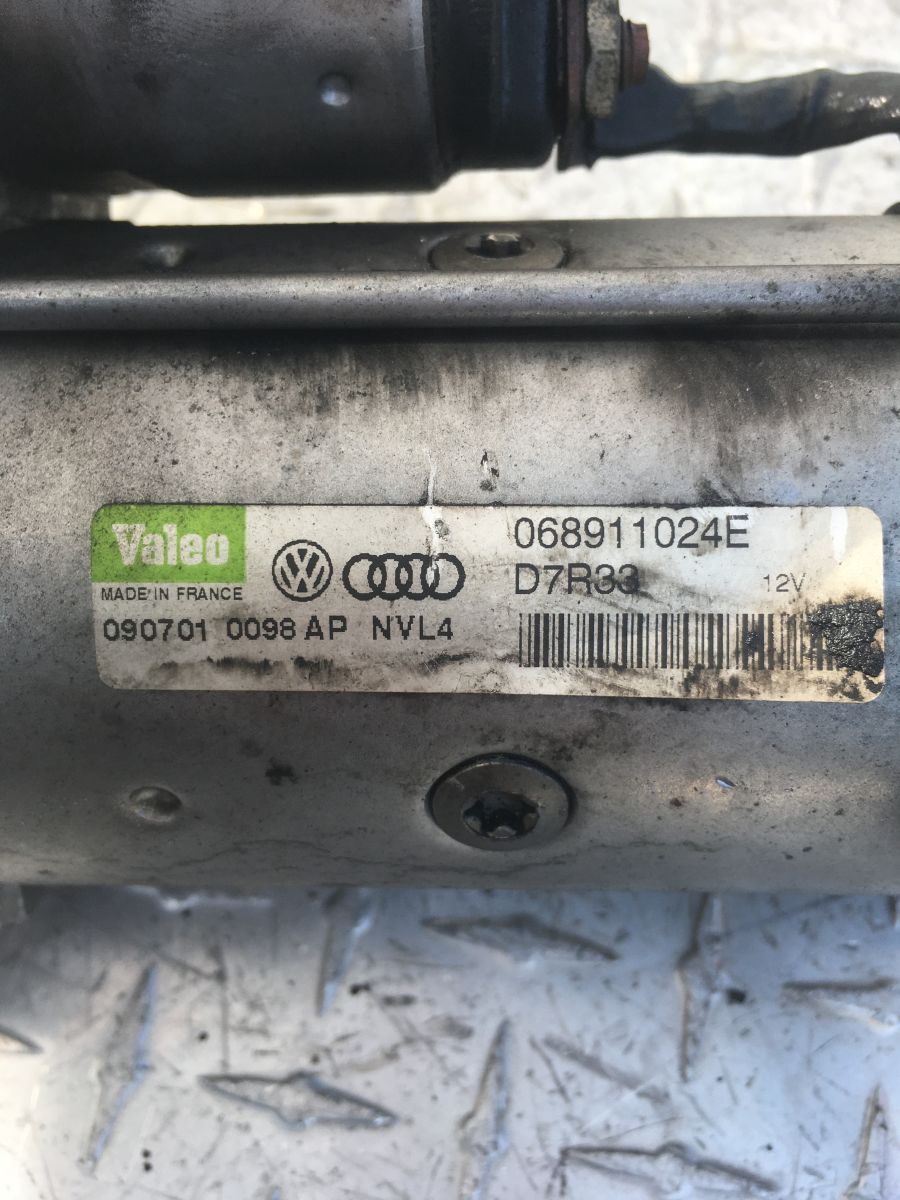 Valeo
MADE IN FRANCE
068911024E
D7R33
12V
090701 0098 AP NVL4